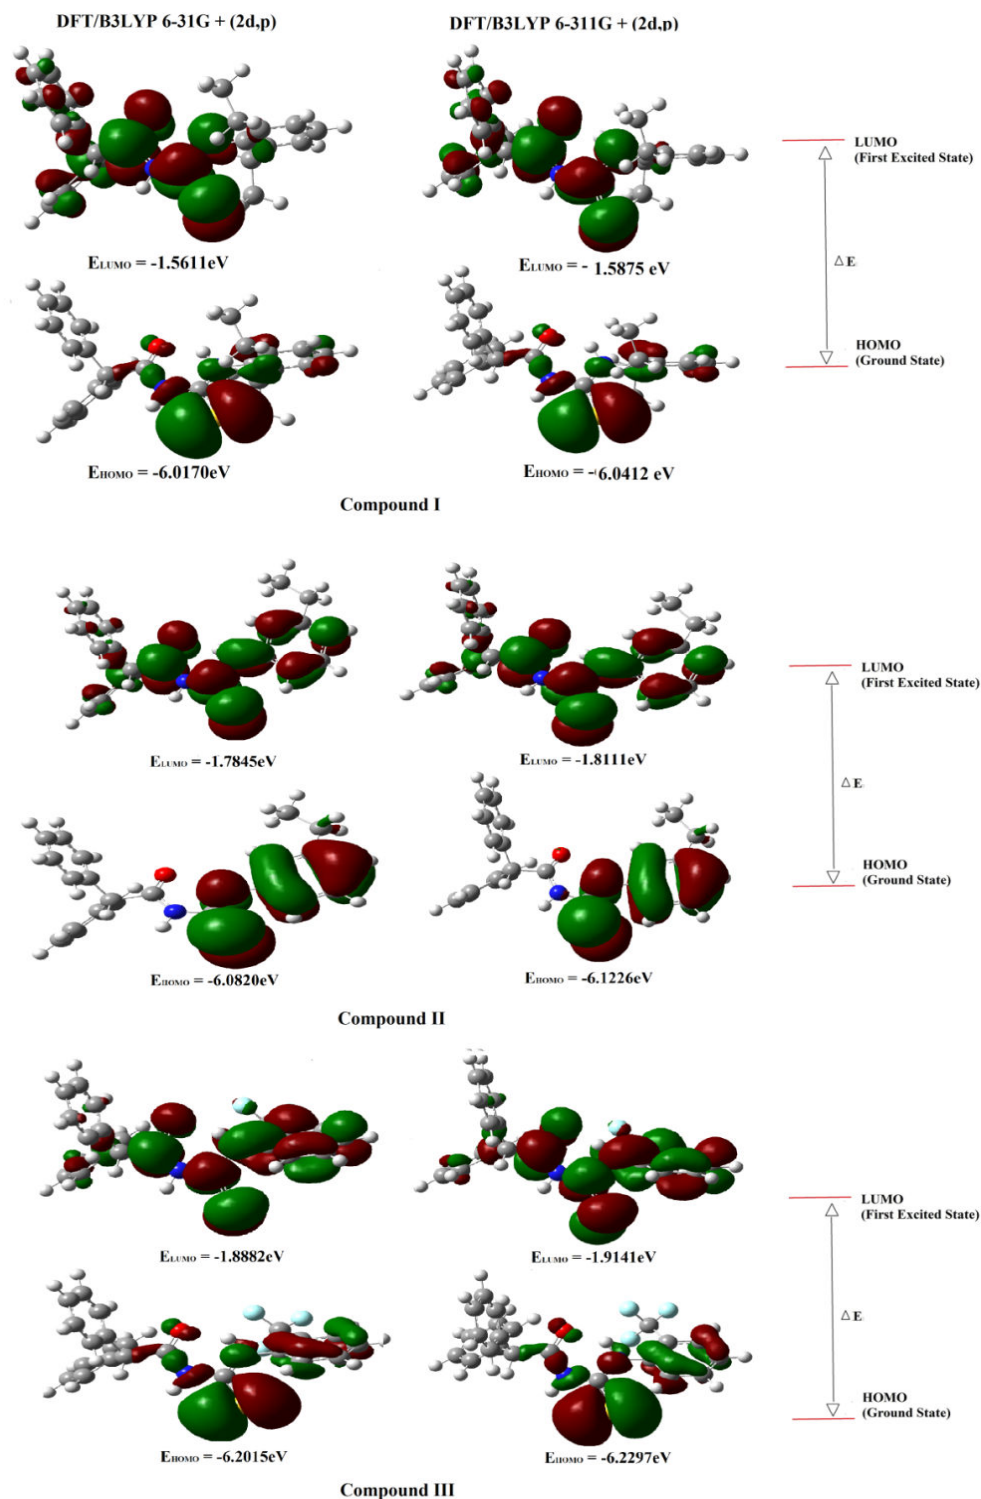 DFT/B3LYP 6-31G + (2d,p)
DFT/B3LYP 6-311G + (2d,p)
LUMO
(First Excited State)
ELUMO = -1.5611eV
ELUMO = - 1.5875 eV
△ E
HOMO
(Ground State)
EHOMO = -6.0170eV
EHOMO = -6.0412 eV
Compound I
LUMO
(First Excited State)
ELUMO = -1.7845eV
ELUMO = -1.8111eV
△ E
HOMO
(Ground State)
EHOMO = -6.0820eV
EHOMO = -6.1226eV
Compound II
LUMO
(First Excited State)
ELUMO = -1.8882eV
ELUMO = -1.9141eV
△ E
HOMO
(Ground State)
EHOMO = -6.2015eV
EHOMO = -6.2297eV
Compound III